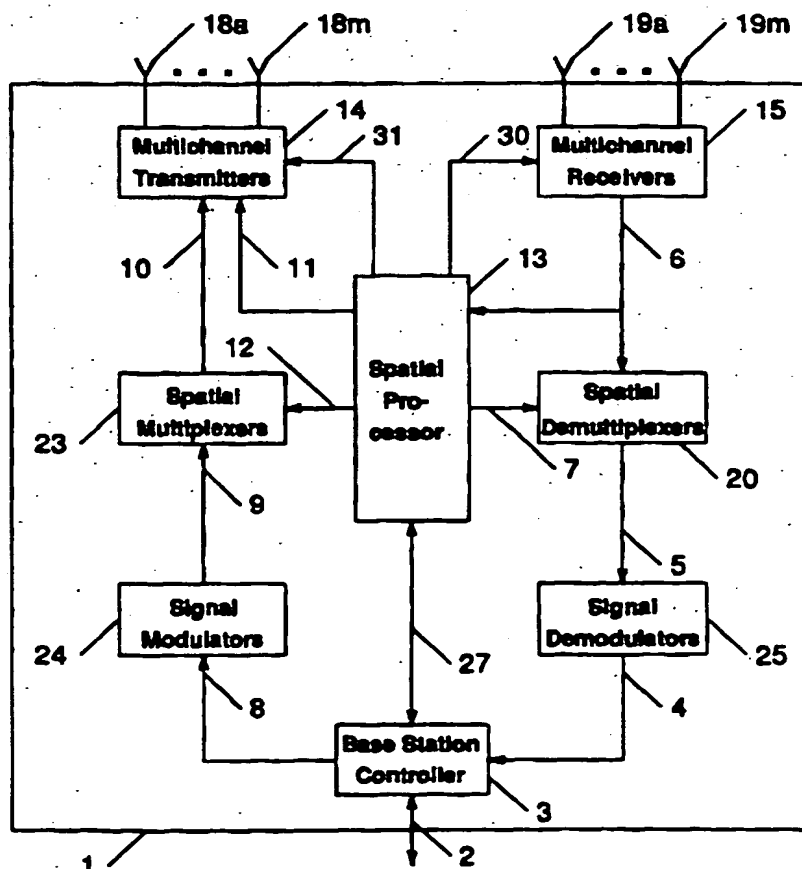 18a 18m 19a 19m
14 31 30 15
Multichannel
Transmitters
Multichannel
Receivers
10 11 13 6
12
Spatial
Multiplexers
Spatial
Pro-
cessor
Spatial
Demultiplexers
23 7 20
9 5
Signal
Modulators
Signal
Demodulators
24 27 25
8 4
Base Station
Controller
3
1 2